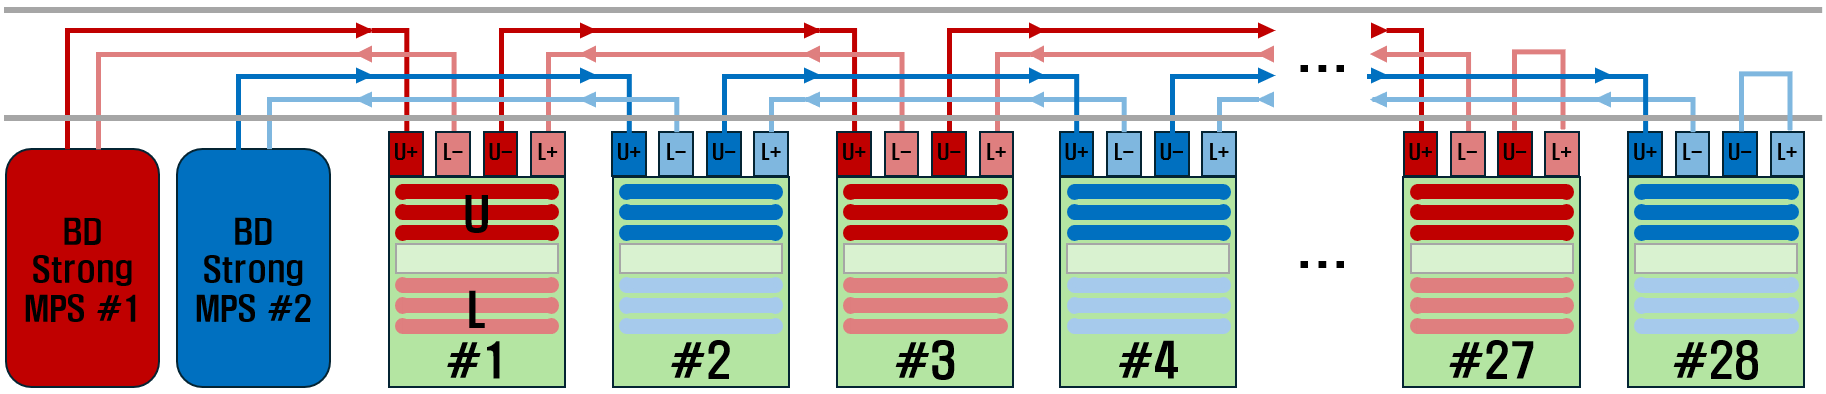 BD
Strong
MPS #1
BD
Strong
MPS #2
U+ L− U− L+
U
L
#1
U+ L− U− L+
#2
U+ L− U− L+
#3
U+ L− U− L+
#4
...
...
U+ L− U− L+
#27
U+ L− U− L+
#28